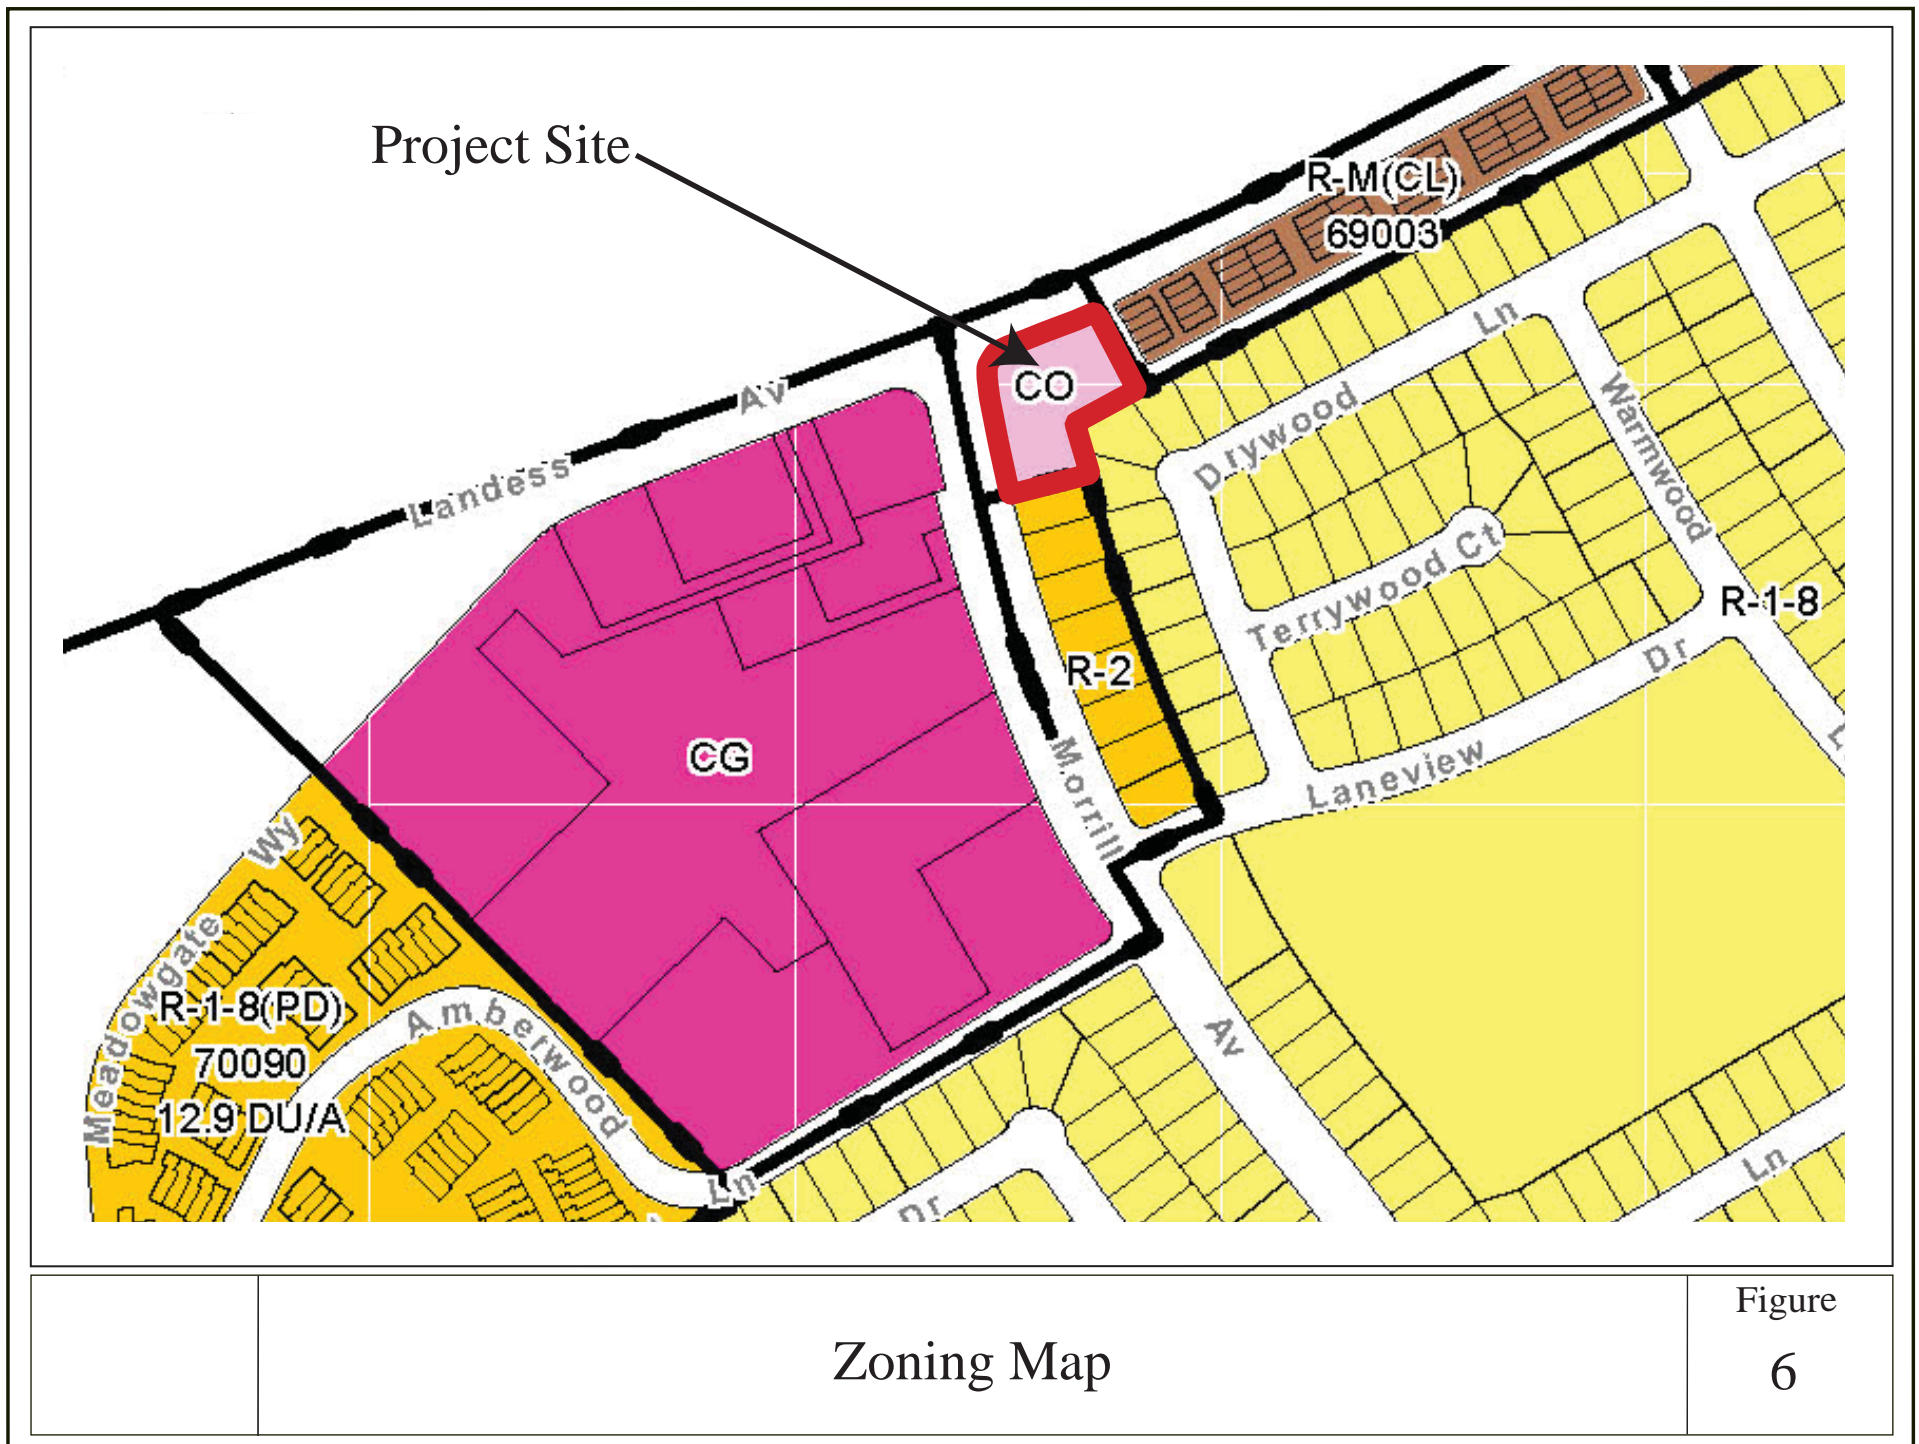 Project Site
R-M(CL)
69003
Landess Av
CO
Drywood Ln
Warmwood
Terrywood Ct
R-1-8
R-2
Laneview Dr
CG
Morrill Av
Meadowgate Wy
R-1-8(PD)
70090
12.9 DU/A
Amberwood Ln
Dr
Ln
Zoning Map
Figure
6